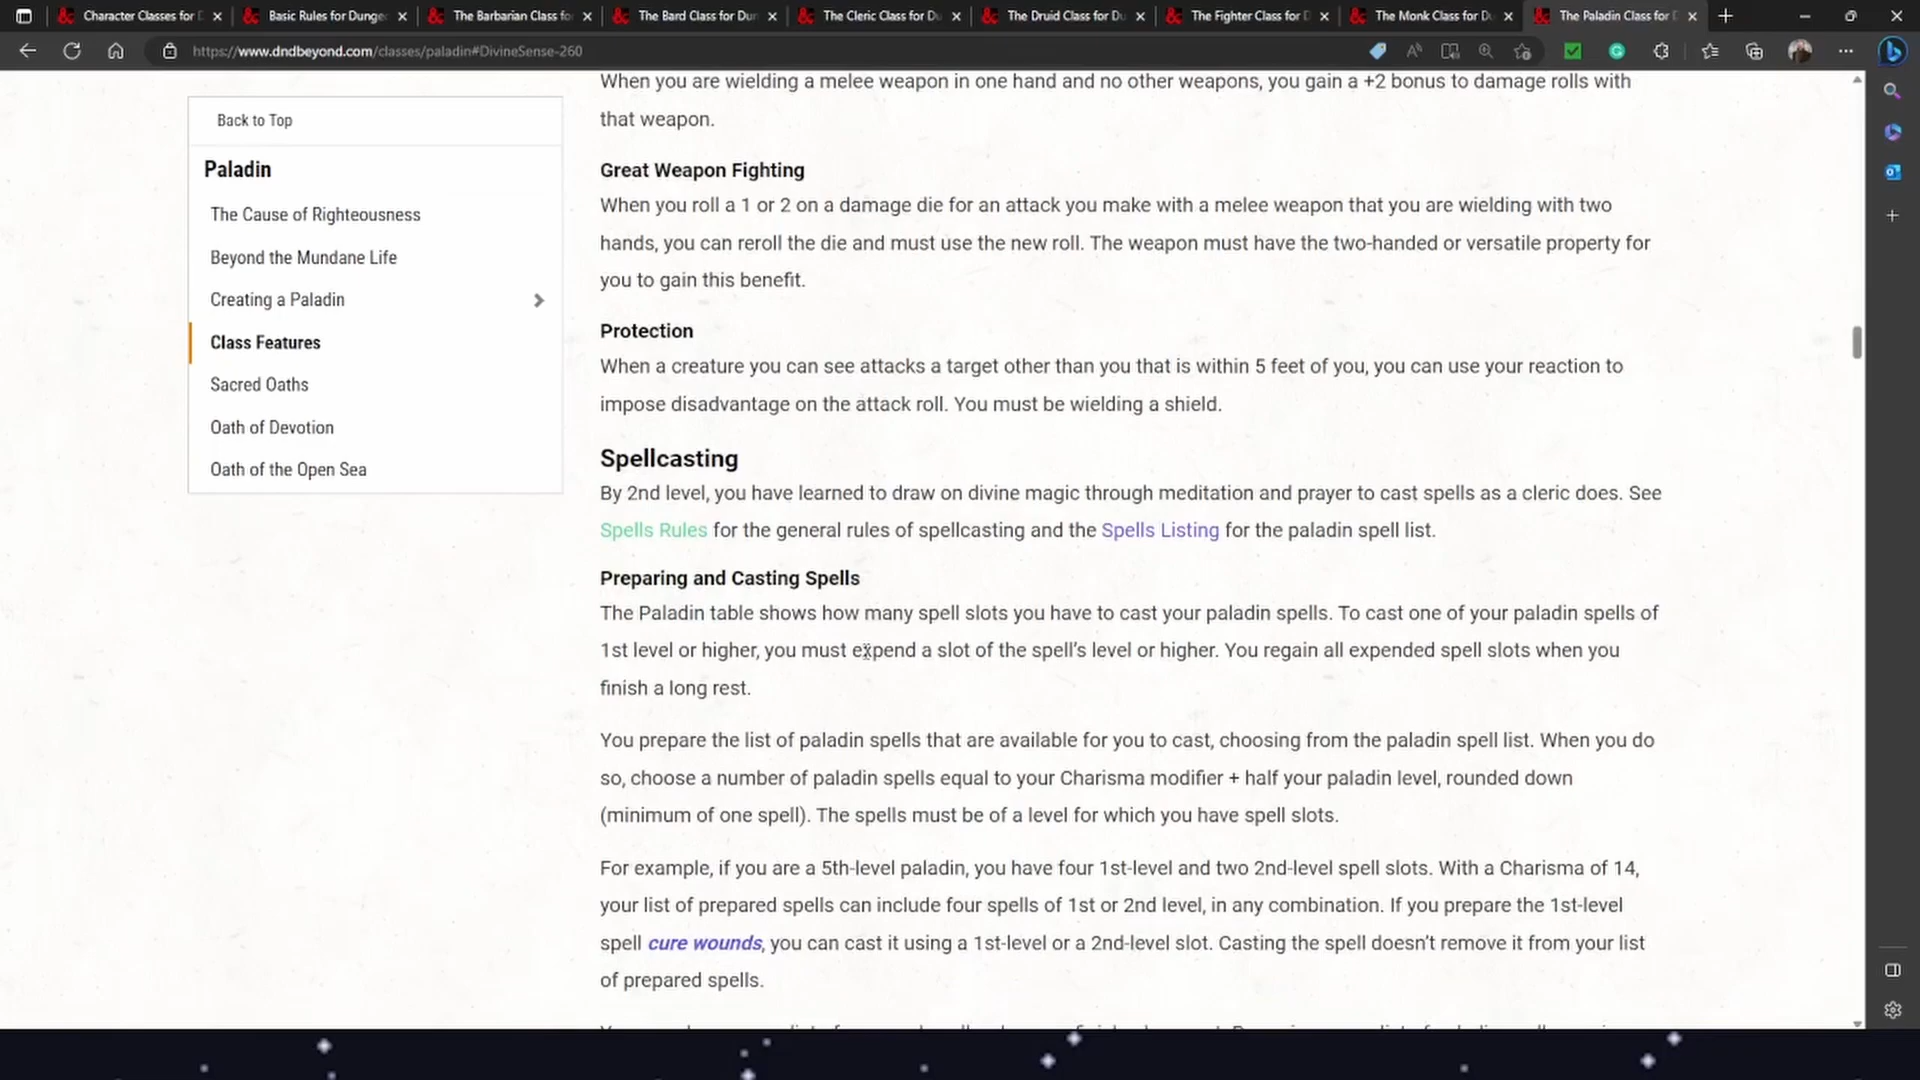 Character Classes for D
Basic Rules for Dunge
The Barbarian Class fo
The Bard Class for Dun
The Cleric Class for Du
The Druid Class for Du
The Fighter Class for D
The Monk Class for Du
The Paladin Class for D
https://www.dndbeyond.com/classes/paladin#DivineSense-260
Back to Top
Paladin
The Cause of Righteousness
Beyond the Mundane Life
Creating a Paladin
Class Features
Sacred Oaths
Oath of Devotion
Oath of the Open Sea
When you are wielding a melee weapon in one hand and no other weapons, you gain a +2 bonus to damage rolls with
that weapon.
Great Weapon Fighting
When you roll a 1 or 2 on a damage die for an attack you make with a melee weapon that you are wielding with two
hands, you can reroll the die and must use the new roll. The weapon must have the two-handed or versatile property for
you to gain this benefit.
Protection
When a creature you can see attacks a target other than you that is within 5 feet of you, you can use your reaction to
impose disadvantage on the attack roll. You must be wielding a shield.
Spellcasting
By 2nd level, you have learned to draw on divine magic through meditation and prayer to cast spells as a cleric does. See
Spells Rules for the general rules of spellcasting and the Spells Listing for the paladin spell list.
Preparing and Casting Spells
The Paladin table shows how many spell slots you have to cast your paladin spells. To cast one of your paladin spells of
1st level or higher, you must expend a slot of the spell's level or higher. You regain all expended spell slots when you
finish a long rest.
You prepare the list of paladin spells that are available for you to cast, choosing from the paladin spell list. When you do
so, choose a number of paladin spells equal to your Charisma modifier + half your paladin level, rounded down
(minimum of one spell). The spells must be of a level for which you have spell slots.
For example, if you are a 5th-level paladin, you have four 1st-level and two 2nd-level spell slots. With a Charisma of 14,
your list of prepared spells can include four spells of 1st or 2nd level, in any combination. If you prepare the 1st-level
spell cure wounds, you can cast it using a 1st-level or a 2nd-level slot. Casting the spell doesn't remove it from your list
of prepared spells.